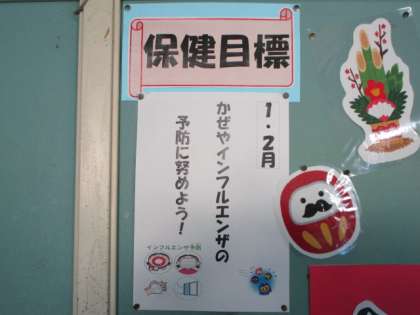 保健目標
1・2月
かぜやインフルエンザの
予防に努めよう!
インフルエンザ予防